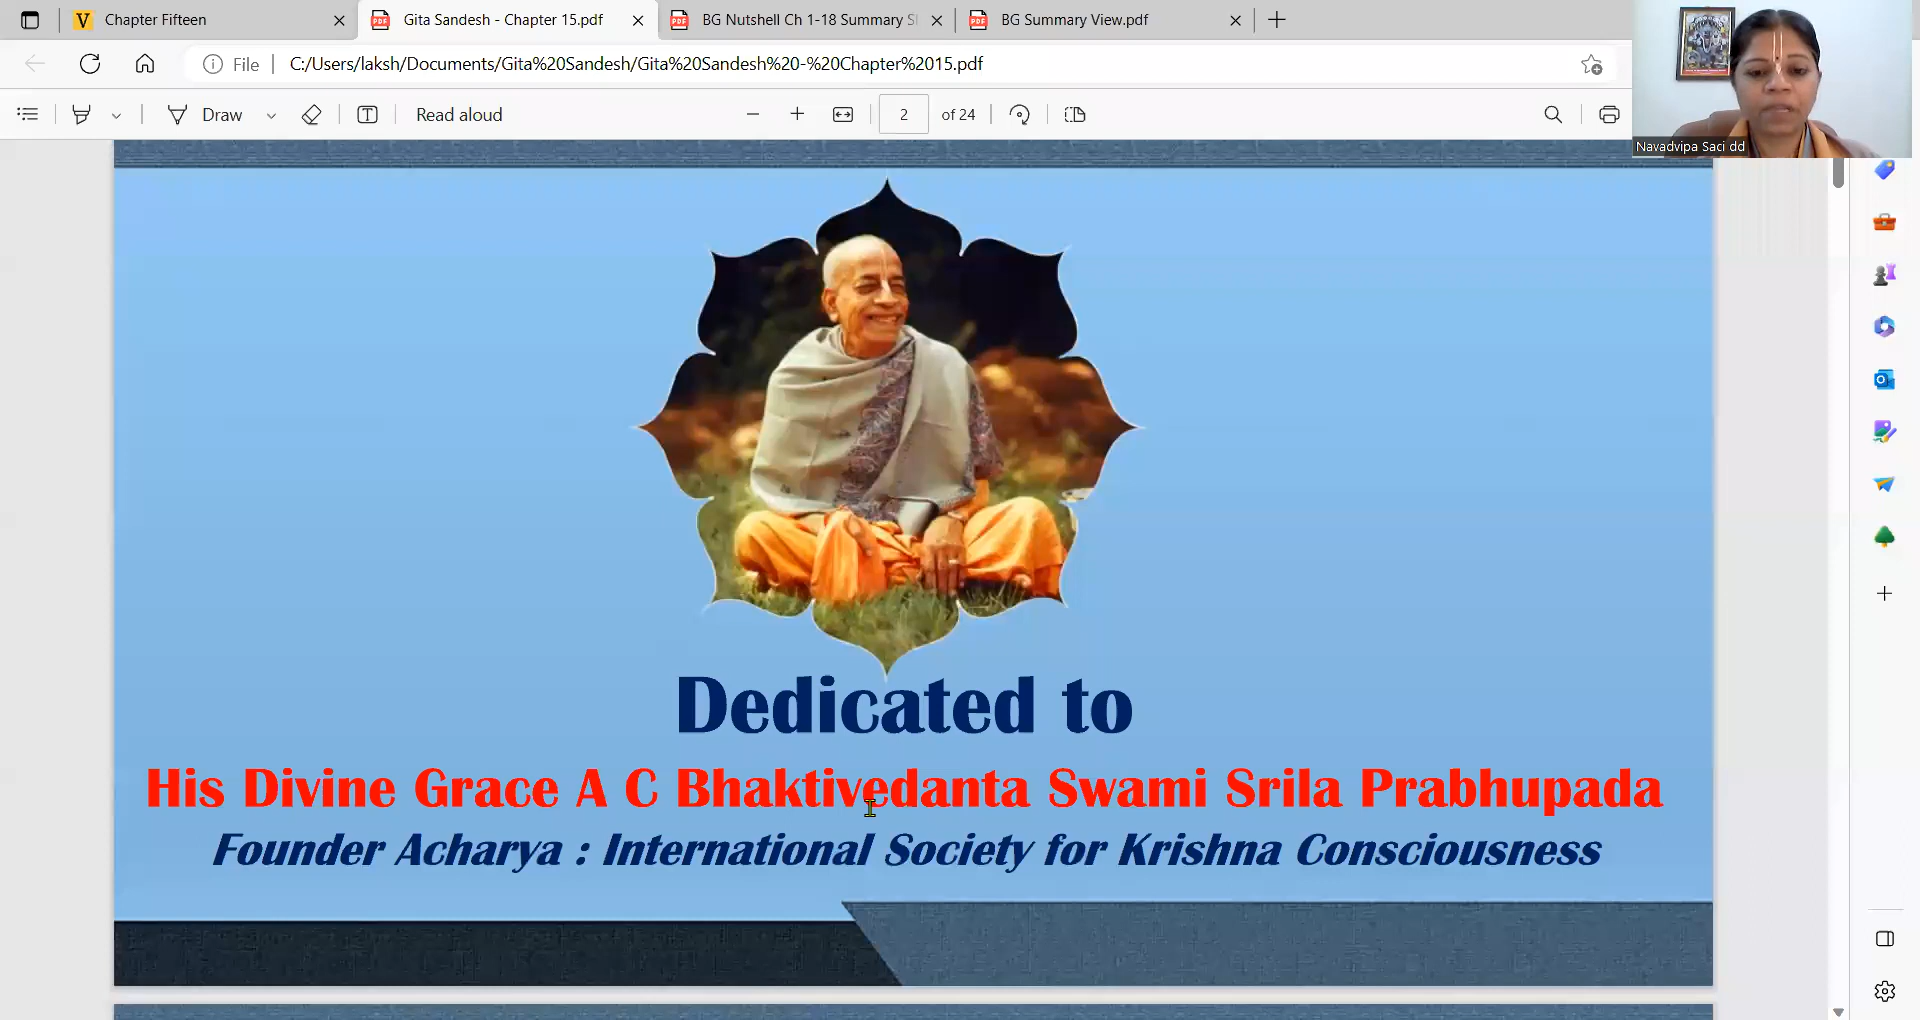 Chapter Fifteen
Gita Sandesh - Chapter 15.pdf
BG Nutshell Ch 1-18 Summary S
BG Summary View.pdf
File
C:/Users/laksh/Documents/Gita%20Sandesh/Gita%20Sandesh%20-%20Chapter%2015.pdf
Draw
Read aloud
2 of 24
Navadvipa Saci dd
Dedicated to
His Divine Grace A C Bhaktivedanta Swami Srila Prabhupada
Founder Acharya : International Society for Krishna Consciousness